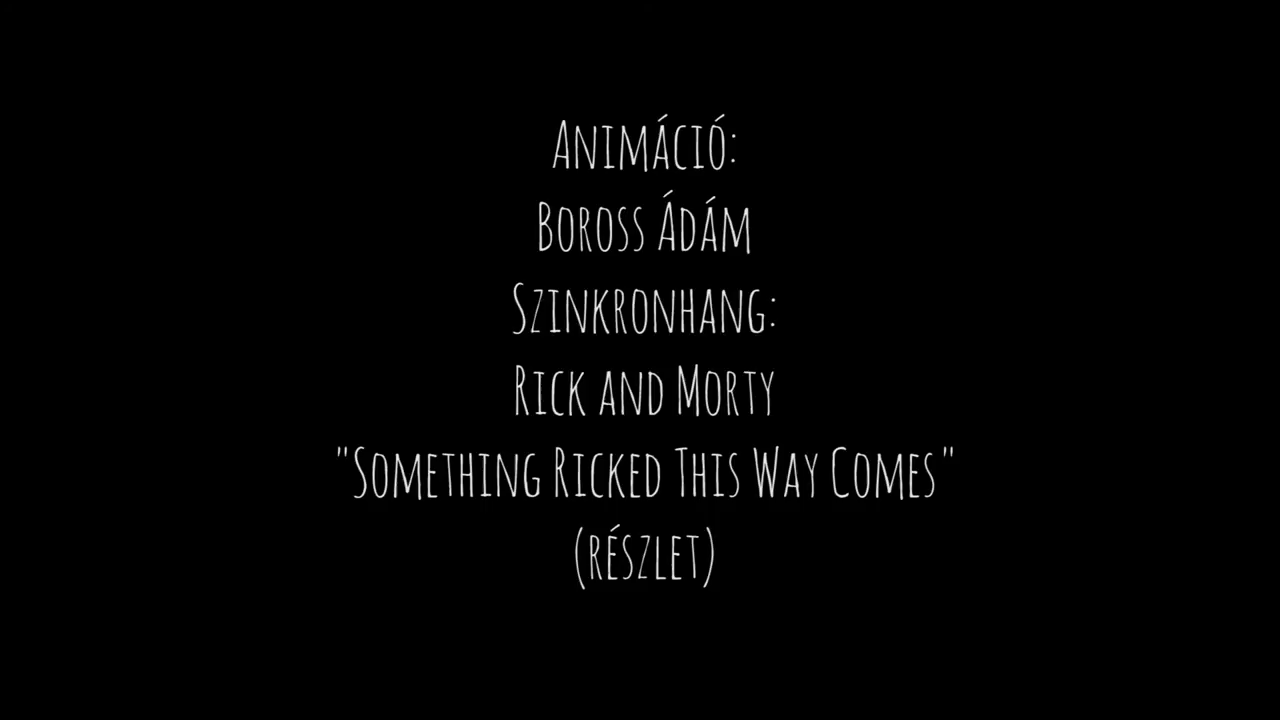 Animáció:
Boross Ádám
Szinkronhang:
Rick and Morty
"Something Ricked This Way Comes"
(részlet)